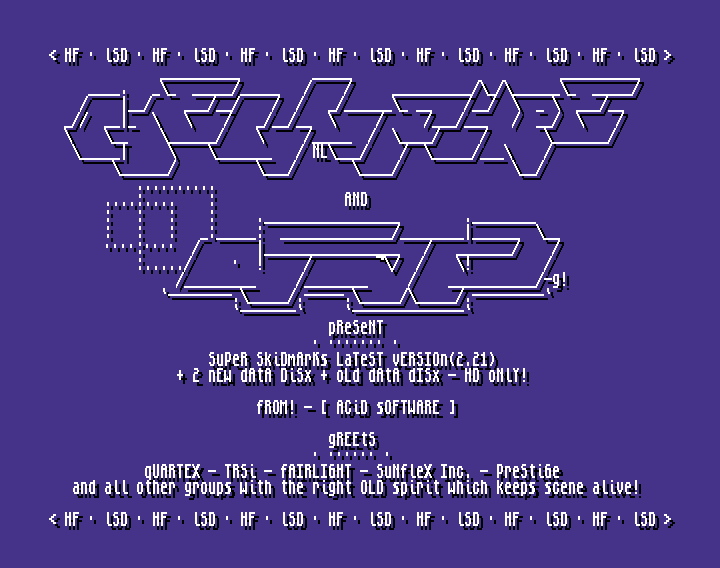 < HF · lSD · HF · lSD · HF · lSD · HF · lSD · HF · lSD · HF · lSD · HF · lSD >
NL
AND
LSD
-g!
pReSeNT
SuPeR SkiDmArKs LaTeST vERSIOn(2.21)
+ 2 nEW dAtA DiSx + oLd dAtA dISx - HD oNlY!
fROM! - [ ACiD sOFTWARE ]
gREEtS
qUARTEX - TRSi - fAIRLIGHT - SuNfleX Inc. - PreStiGe
and all other groups with the right OLD spirit which keeps scene alive!
< HF · lSD · HF · lSD · HF · lSD · HF · lSD · HF · lSD · HF · lSD · HF · lSD >